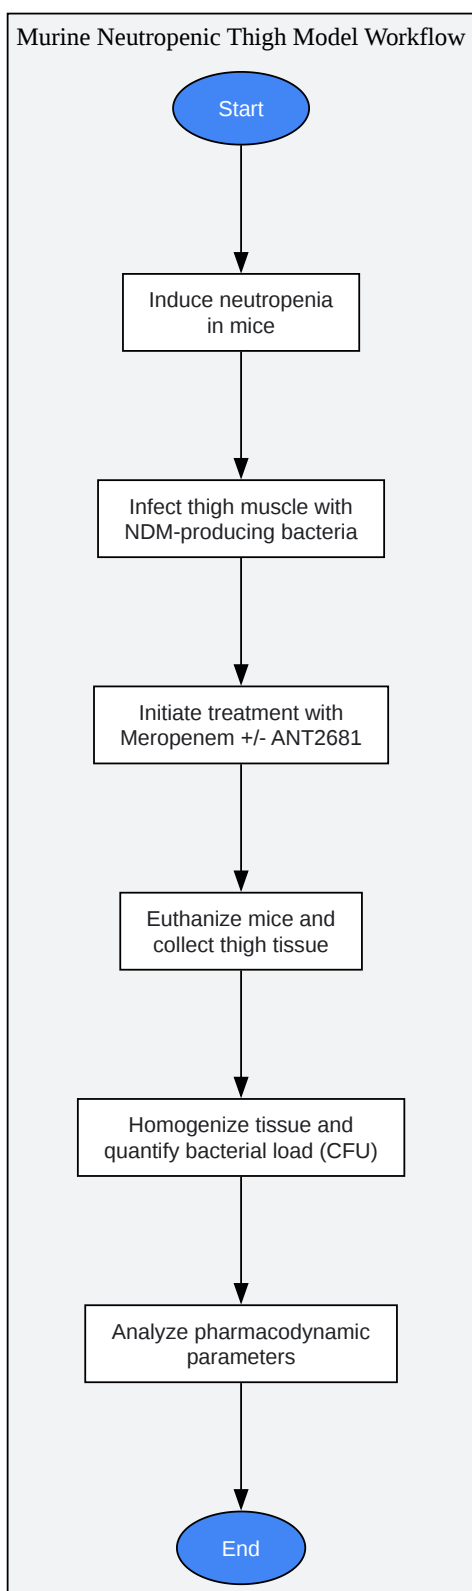 Murine Neutropenic Thigh Model Workflow
Start
Induce neutropenia
in mice
Infect thigh muscle with
NDM-producing bacteria
Initiate treatment with
Meropenem +/- ANT2681
Euthanize mice and
collect thigh tissue
Homogenize tissue and
quantify bacterial load (CFU)
Analyze pharmacodynamic
parameters
End